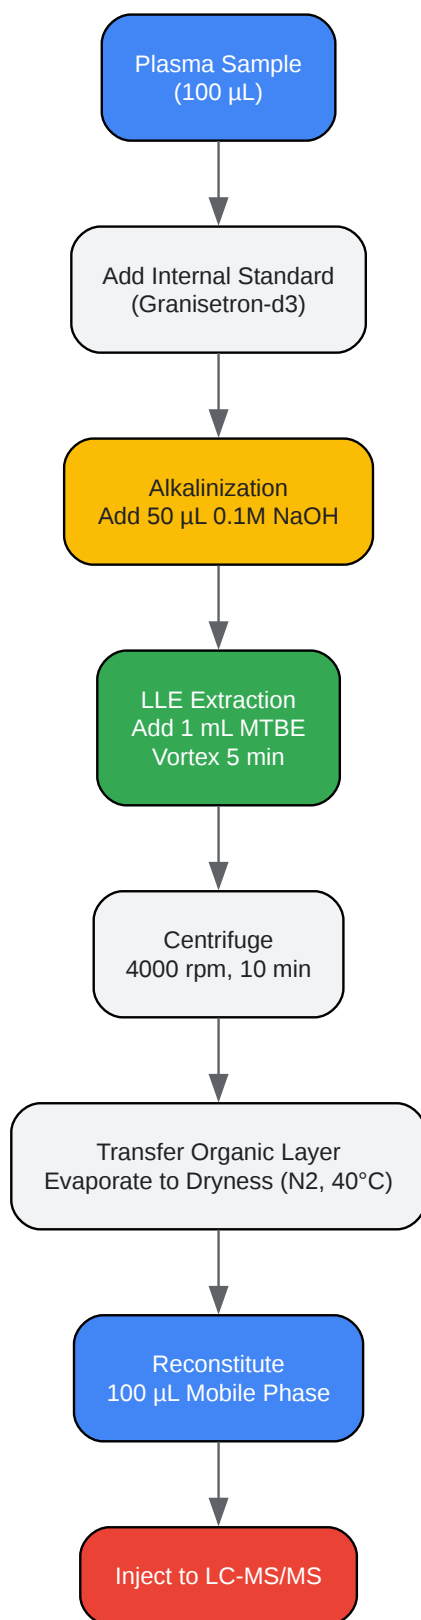 Plasma Sample
(100 µL)
Add Internal Standard
(Granisetron-d3)
Alkalinization
Add 50 µL 0.1M NaOH
LLE Extraction
Add 1 mL MTBE
Vortex 5 min
Centrifuge
4000 rpm, 10 min
Transfer Organic Layer
Evaporate to Dryness (N2, 40°C)
Reconstitute
100 µL Mobile Phase
Inject to LC-MS/MS